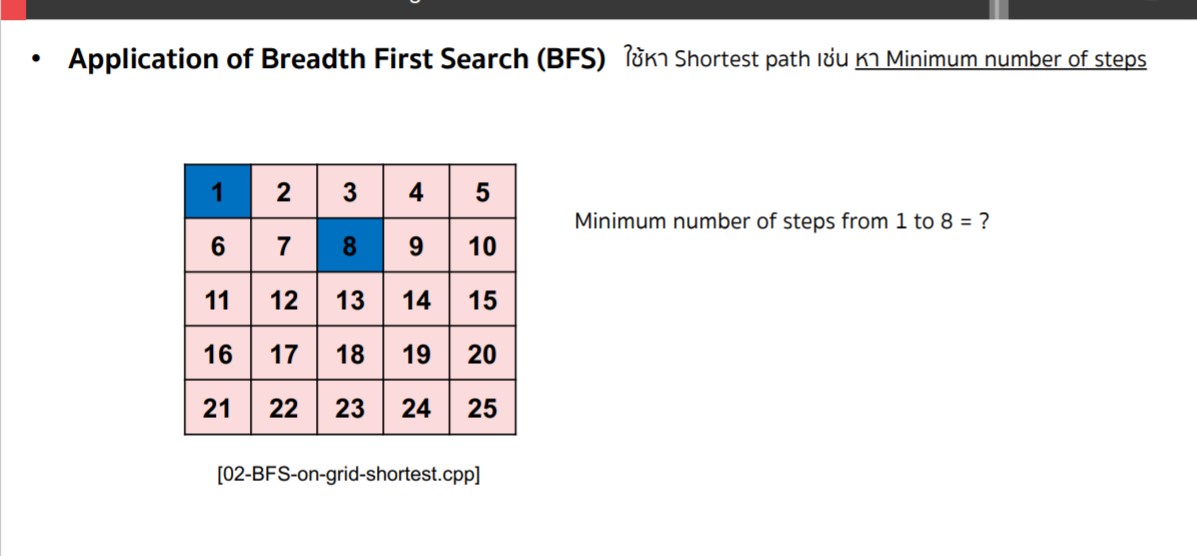 • Application of Breadth First Search (BFS) ใช้หา Shortest path เช่น หา Minimum number of steps
1 2 3 4 5
Minimum number of steps from 1 to 8 = ?
6 7 8 9 10
11 12 13 14 15
16 17 18 19 20
21 22 23 24 25
[02-BFS-on-grid-shortest.cpp]